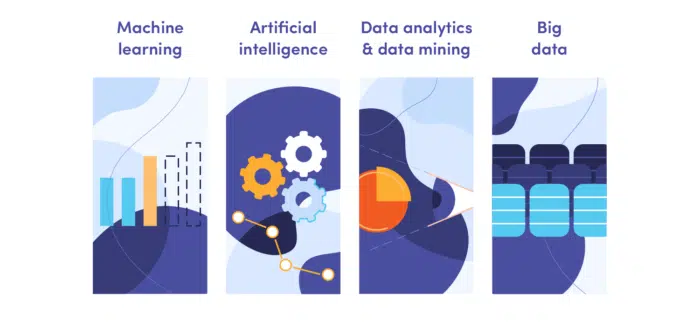 Machine
learning
Artificial
intelligence
Data analytics
& data mining
Big
data